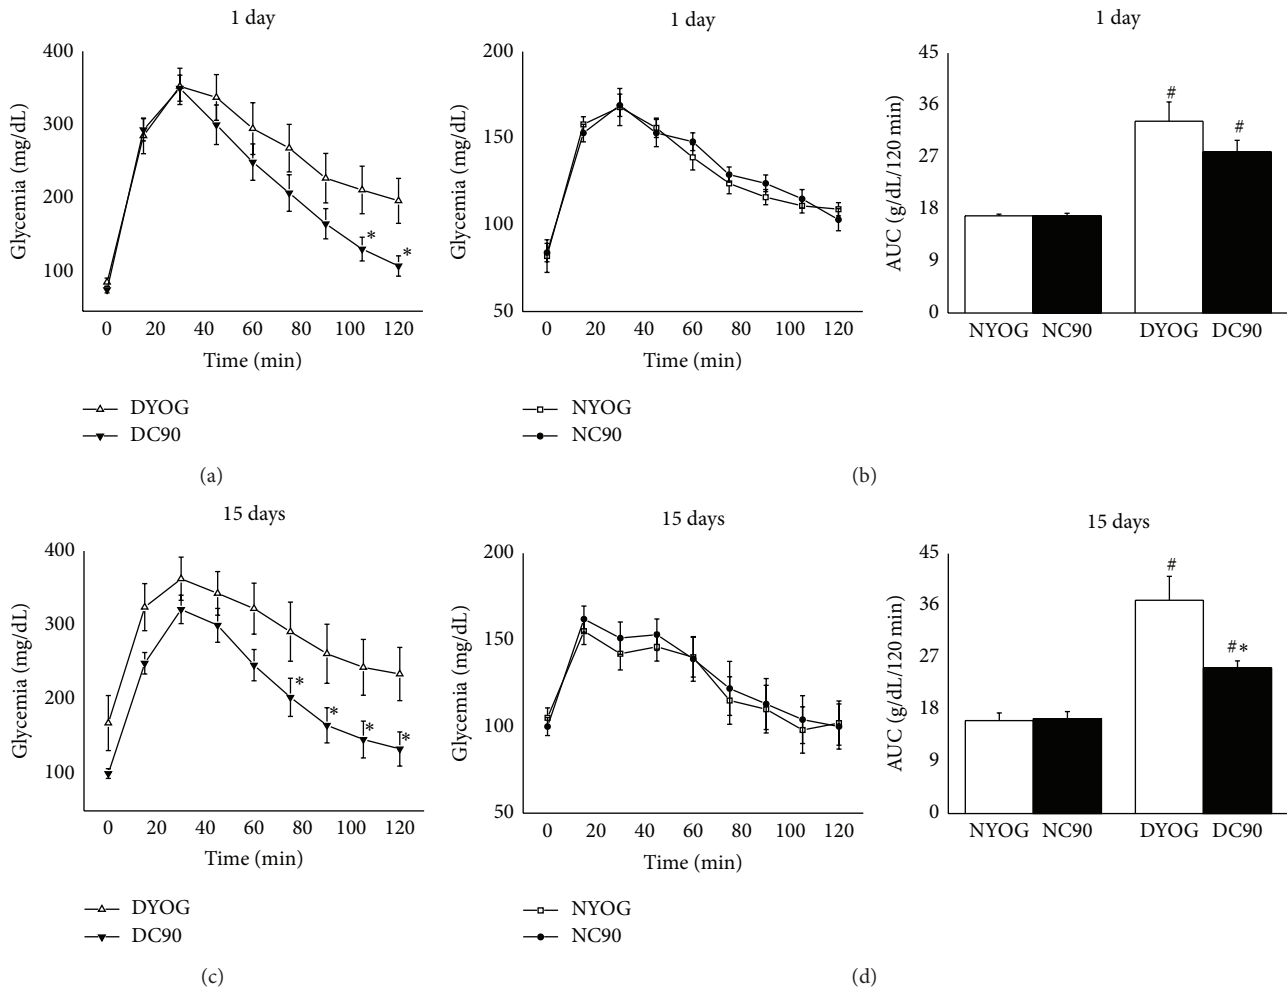 1 day
400
300
200
100
Glycemia (mg/dL)
*
*
0 20 40 60 80 100 120
Time (min)
DYOG
DC90
(a)
1 day
200
150
100
50
Glycemia (mg/dL)
0 20 40 60 80 100 120
Time (min)
NYOG
NC90
1 day
45
36
27
18
9
0
AUC (g/dL/120 min)
#
#
NYOG NC90 DYOG DC90
(b)
15 days
400
300
200
100
Glycemia (mg/dL)
*
*
*
*
0 20 40 60 80 100 120
Time (min)
DYOG
DC90
(c)
15 days
200
150
100
50
Glycemia (mg/dL)
0 20 40 60 80 100 120
Time (min)
NYOG
NC90
15 days
45
36
27
18
9
0
AUC (g/dL/120 min)
#
#*
NYOG NC90 DYOG DC90
(d)